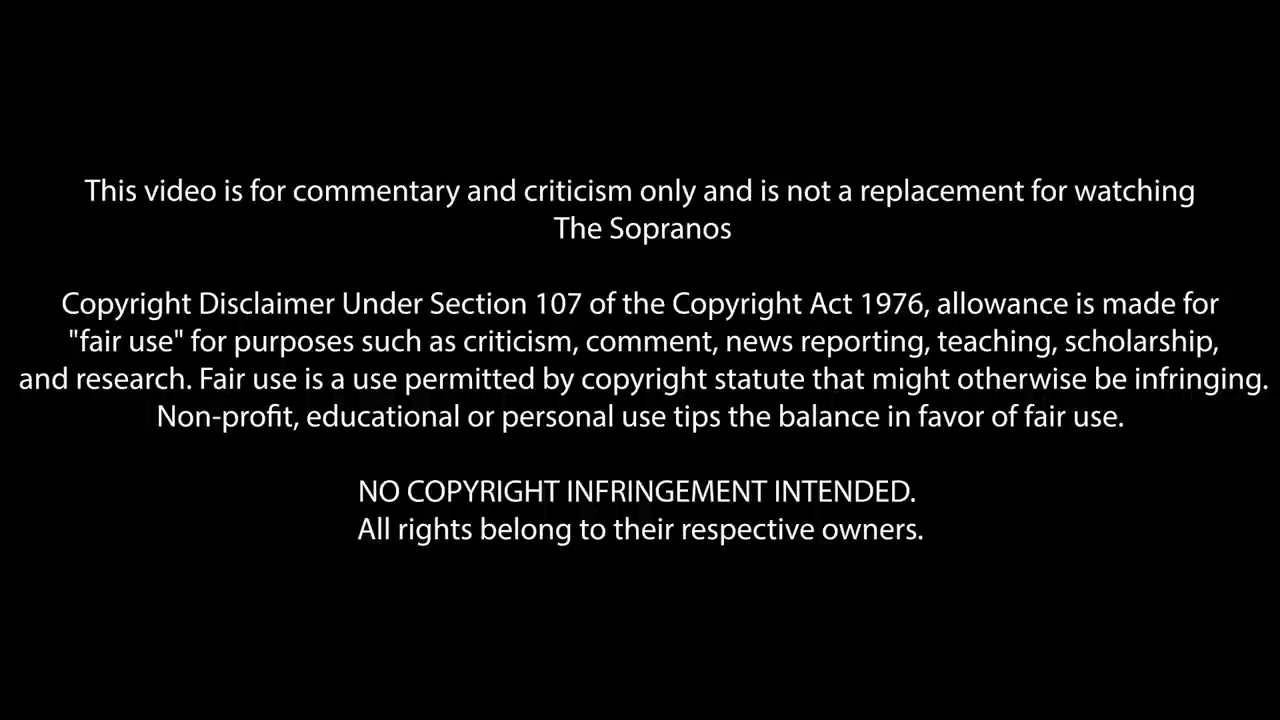 This video is for commentary and criticism only and is not a replacement for watching
The Sopranos
Copyright Disclaimer Under Section 107 of the Copyright Act 1976, allowance is made for
"fair use" for purposes such as criticism, comment, news reporting, teaching, scholarship,
and research. Fair use is a use permitted by copyright statute that might otherwise be infringing.
Non-profit, educational or personal use tips the balance in favor of fair use.
NO COPYRIGHT INFRINGEMENT INTENDED.
All rights belong to their respective owners.